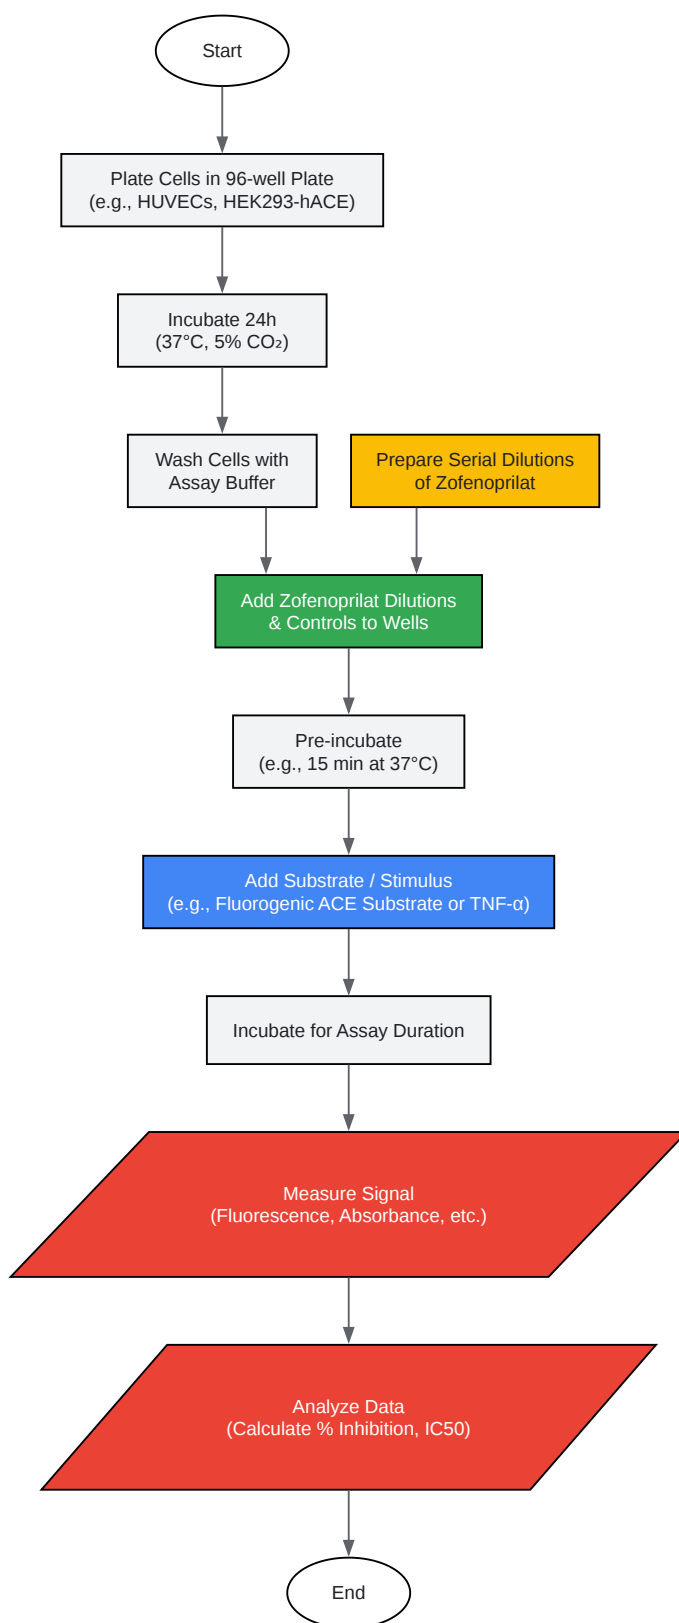 Start
Plate Cells in 96-well Plate
(e.g., HUVECs, HEK293-hACE)
Incubate 24h
(37°C, 5% CO₂)
Wash Cells with
Assay Buffer
Prepare Serial Dilutions
of Zofenoprilat
Add Zofenoprilat Dilutions
& Controls to Wells
Pre-incubate
(e.g., 15 min at 37°C)
Add Substrate / Stimulus
(e.g., Fluorogenic ACE Substrate or TNF-α)
Incubate for Assay Duration
Measure Signal
(Fluorescence, Absorbance, etc.)
Analyze Data
(Calculate % Inhibition, IC50)
End